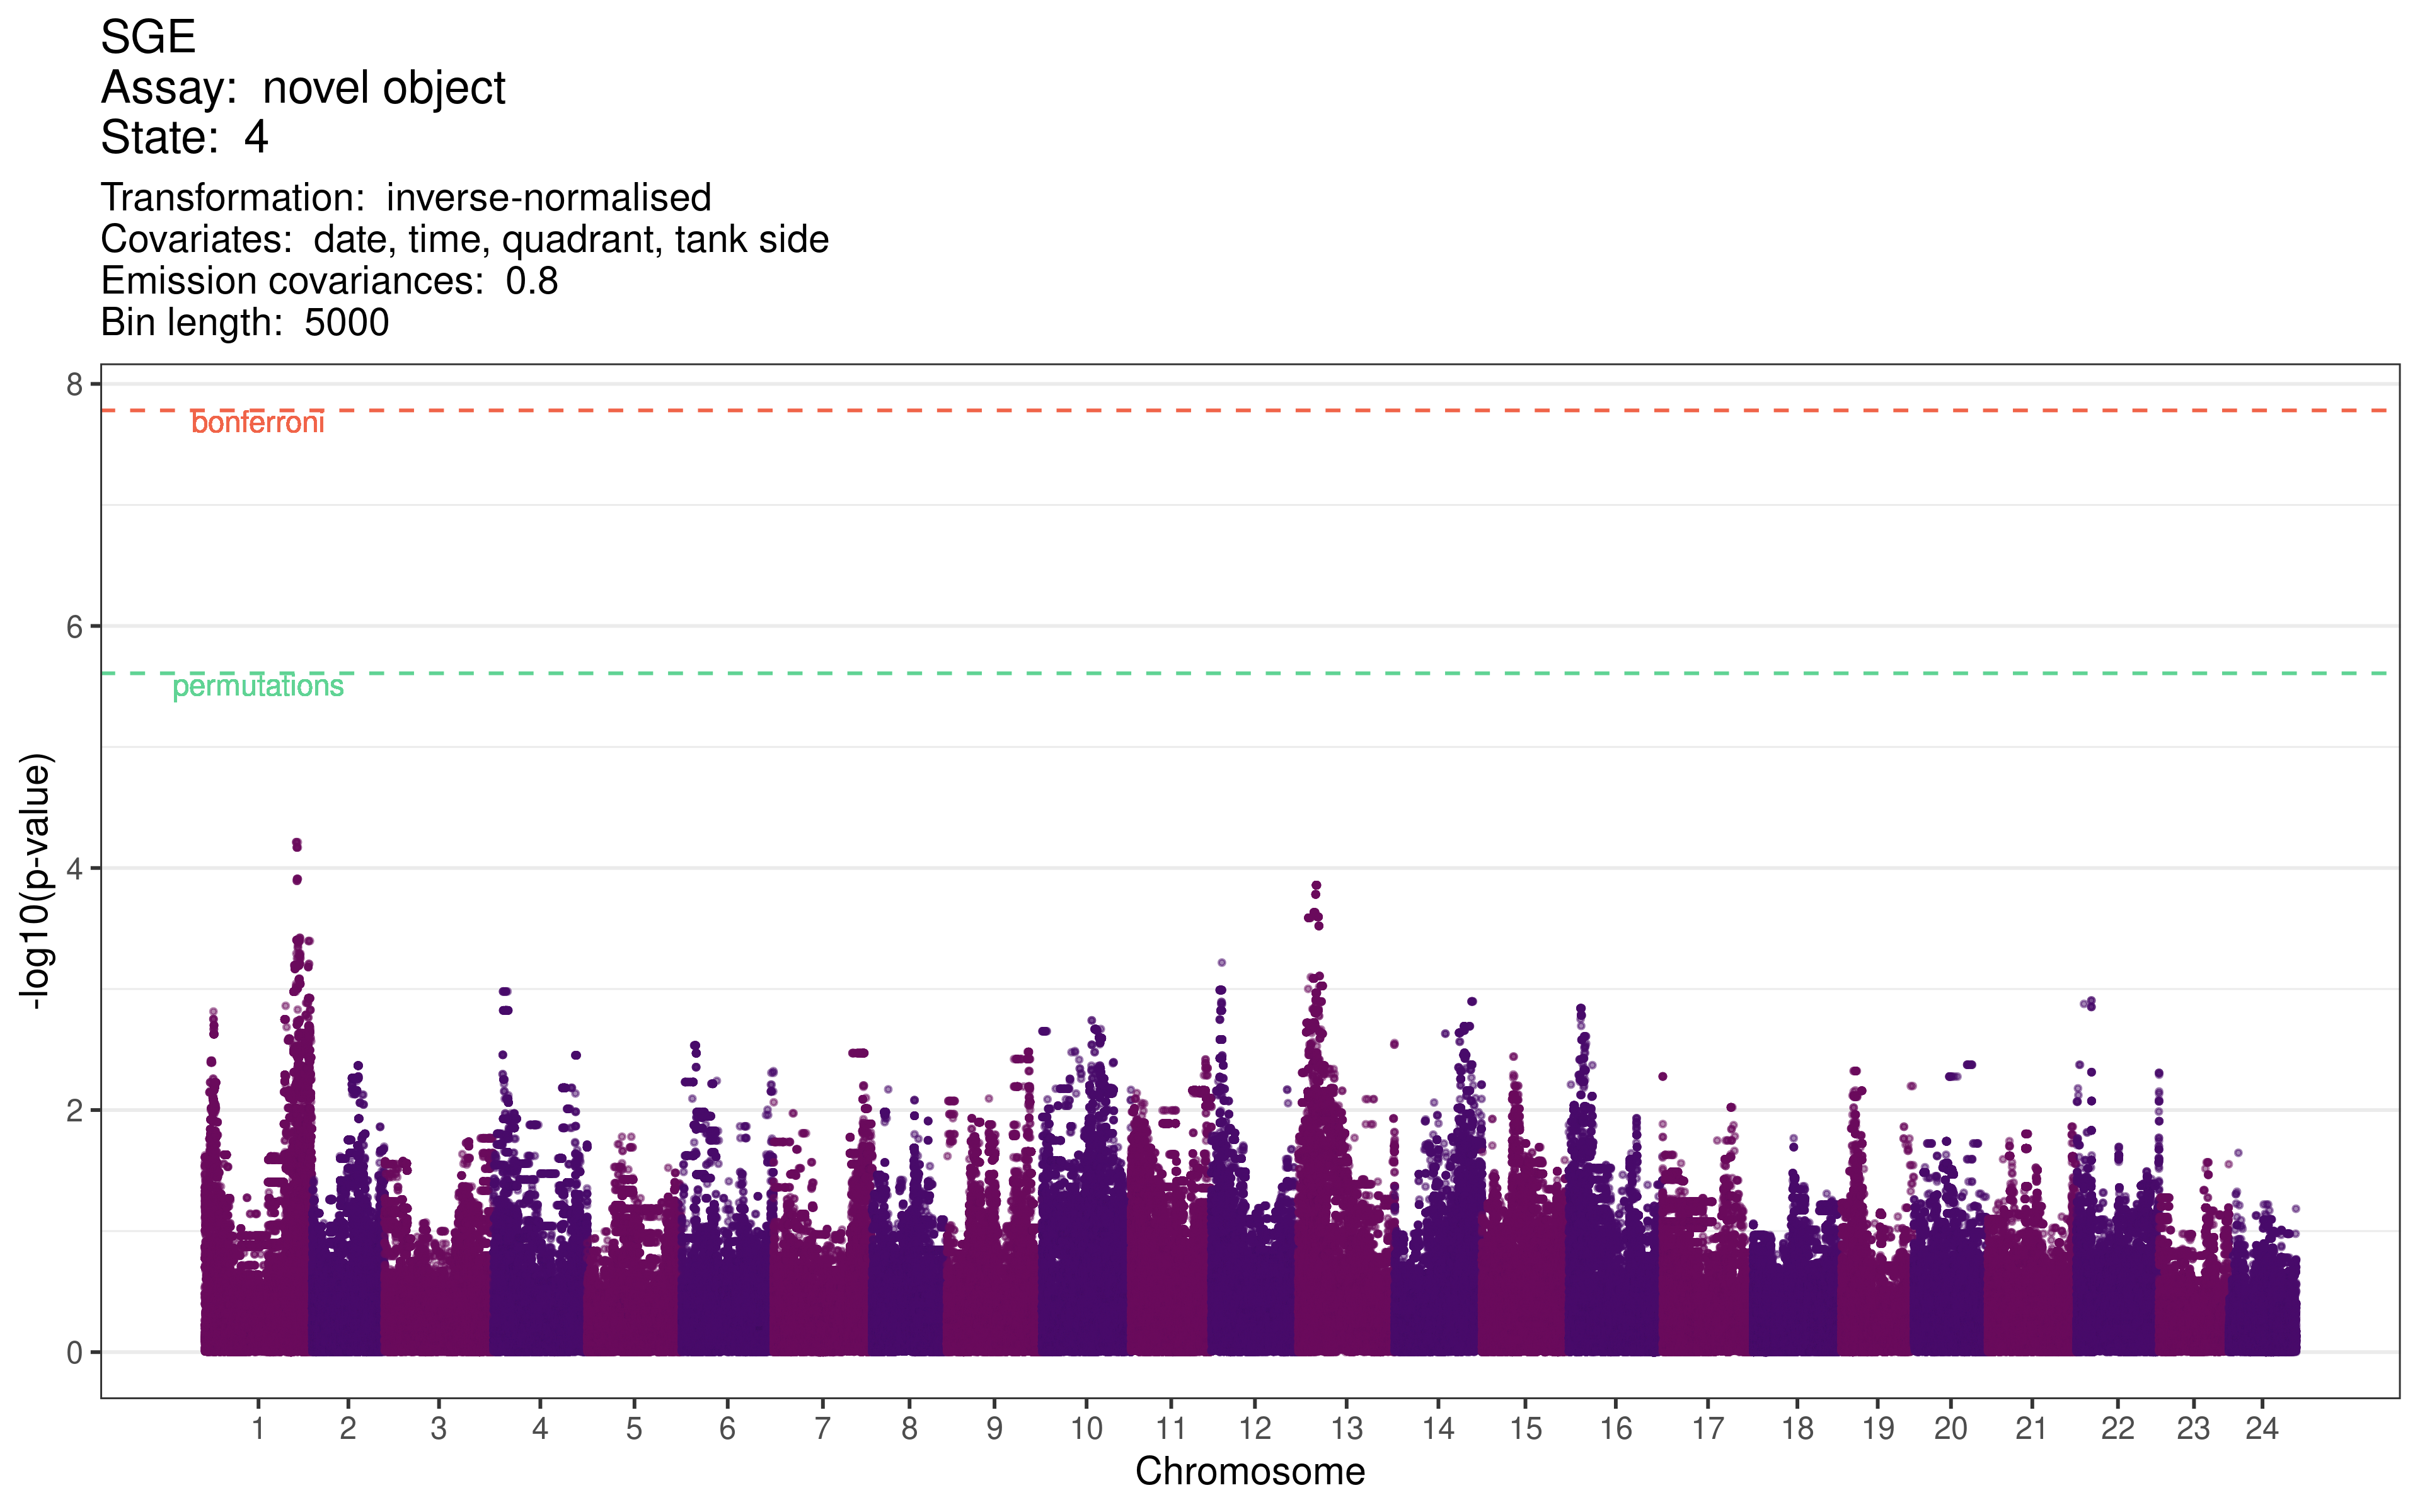 SGE
Assay:  novel object
State:  4
Transformation:  inverse-normalised
Covariates:  date, time, quadrant, tank side
Emission covariances:  0.8
Bin length:  5000
8
bonferroni
6
permutations
4
2
0
-log10(p-value)
1 2 3 4 5 6 7 8 9 10 11 12 13 14 15 16 17 18 19 20 21 22 23 24
Chromosome